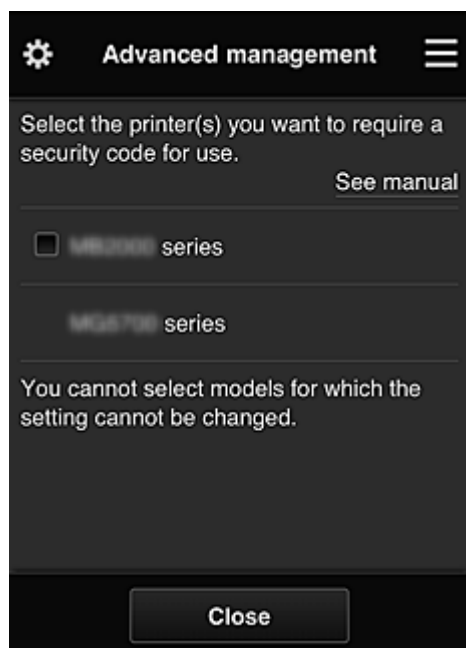 Advanced management
Select the printer(s) you want to require a
security code for use.
See manual
series
series
You cannot select models for which the
setting cannot be changed.
Close